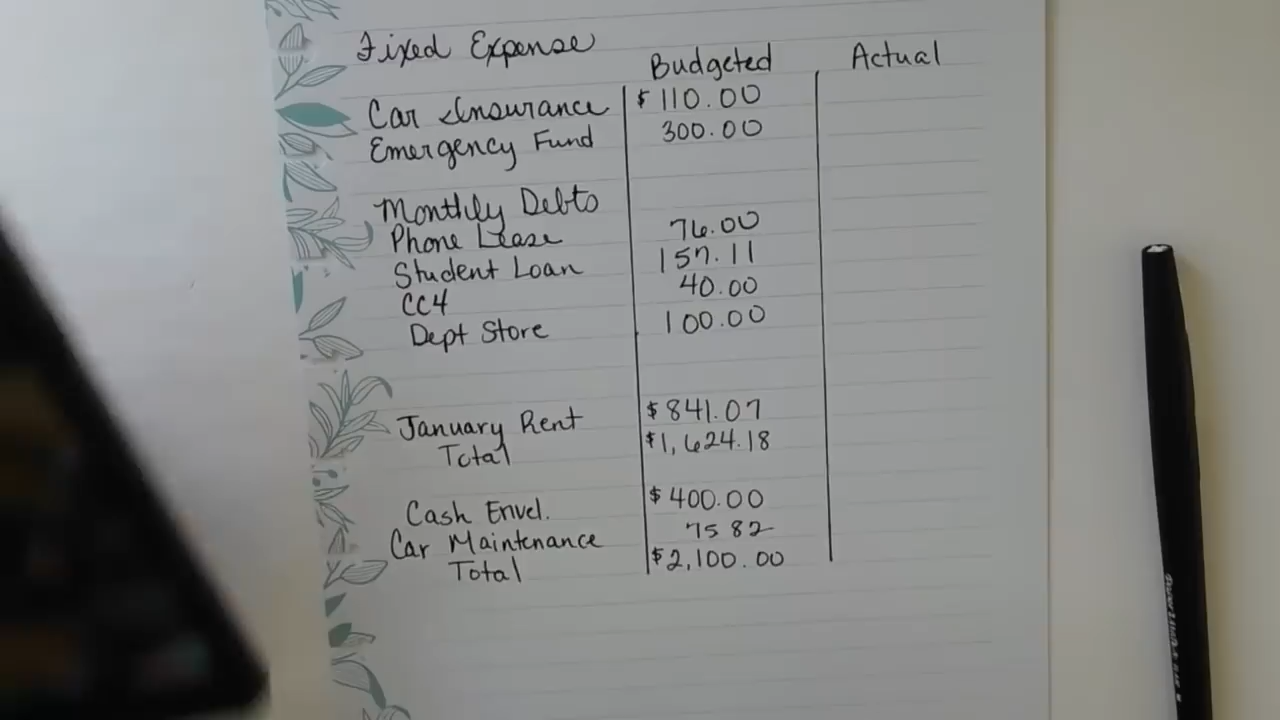 Fixed Expense Budgeted Actual
Car Insurance $110.00
Emergency Fund 300.00
Monthly Debts
Phone Lease 76.00
Student Loan 157.11
CC4 40.00
Dept Store 100.00
January Rent $841.07
Total $1,624.18
Cash Envel. $400.00
Car Maintenance 75 82
Total $2,100.00